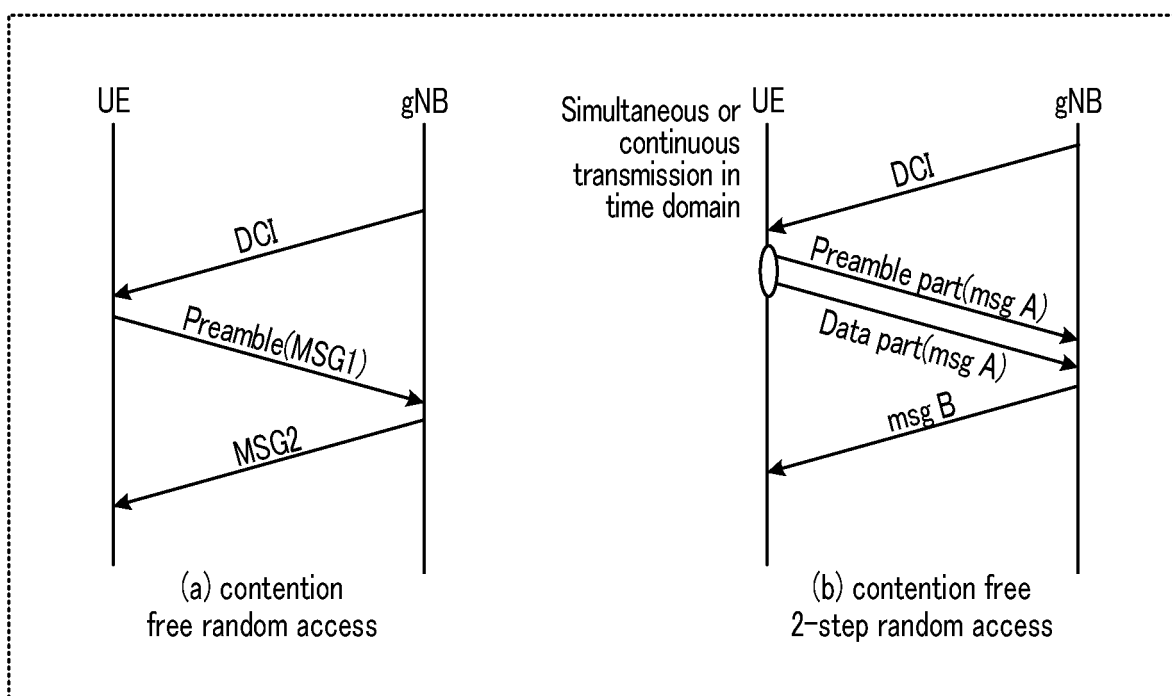 UE
gNB
DCI
Preamble(MSG1)
MSG2
(a) contention
free random access
Simultaneous or
continuous
transmission in
time domain
UE
gNB
DCI
Preamble part(msg A)
Data part(msg A)
msg B
(b) contention free
2-step random access